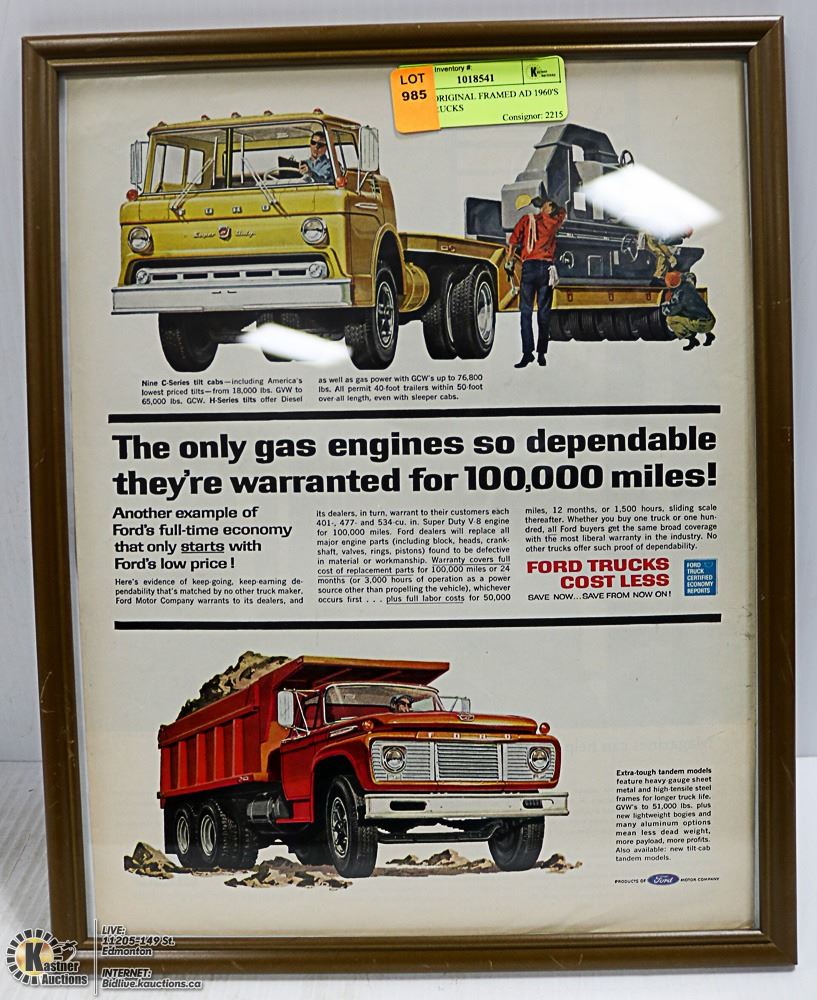 LOT
985
Inventory #:
1018541
Kastner
Auctions
ORIGINAL FRAMED AD 1960'S
Consignor: 2215
FORD
Super Duty
Nine C-Series tilt cabs—including America's
lowest priced tilts—from 18,000 lbs. GVW to
65,000 lbs. GCW. H-Series tilts offer Diesel
as well as gas power with GCW's up to 76,800
lbs. All permit 40-foot trailers within 50-foot
over-all length, even with sleeper cabs.
The only gas engines so dependable
they're warranted for 100,000 miles!
Another example of
Ford's full-time economy
that only starts with
Ford's low price!
Here's evidence of keep-going, keep-earning de-
pendability that's matched by no other truck maker.
Ford Motor Company warrants to its dealers, and
its dealers, in turn, warrant to their customers each
401-, 477- and 534-cu. in. Super Duty V-8 engine
for 100,000 miles. Ford dealers will replace all
major engine parts (including block, heads, crank-
shaft, valves, rings, pistons) found to be defective
in material or workmanship. Warranty covers full
cost of replacement parts for 100,000 miles or 24
months (or 3,000 hours of operation as a power
source other than propelling the vehicle), whichever
occurs first . . . plus full labor costs for 50,000
miles, 12 months, or 1,500 hours, sliding scale
thereafter. Whether you buy one truck or one hun-
dred, all Ford buyers get the same broad coverage
with the most liberal warranty in the industry. No
other trucks offer such proof of dependability.
FORD TRUCKS
COST LESS
SAVE NOW...SAVE FROM NOW ON!
FORD
TRUCK
CERTIFIED
ECONOMY
REPORTS
FORD
Extra-tough tandem models
feature heavy-gauge sheet
metal and high-tensile steel
frames for longer truck life.
GVW's to 51,000 lbs. plus
new lightweight bogies and
many aluminum options
mean less dead weight,
more payload, more profits.
Also available: new tilt-cab
tandem models.
PRODUCTS OF Ford MOTOR COMPANY
Kastner
Auctions
LIVE:
11205-149 St.
Edmonton
INTERNET:
Bidlive.kauctions.ca